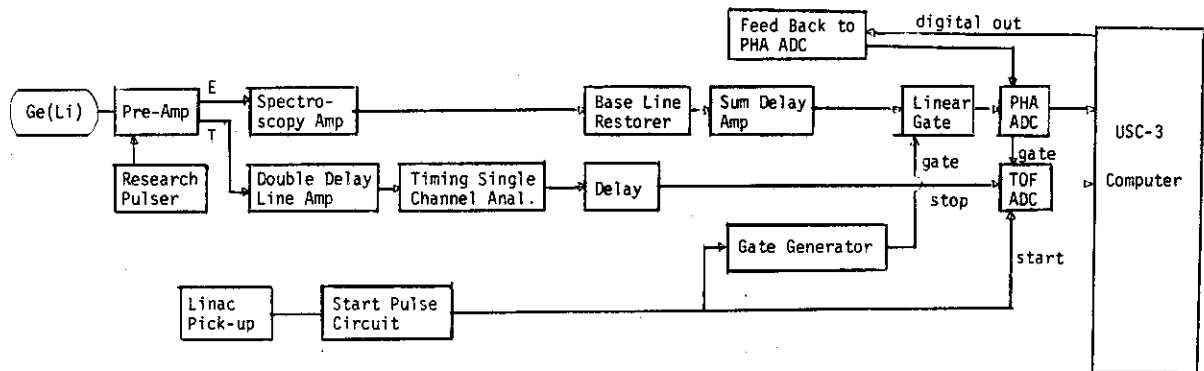 digital out
Feed Back to
PHA ADC
E
Ge(Li)
Pre-Amp
T
Spectro-
scopy Amp
Base Line
Restorer
Sum Delay
Amp
Linear
Gate
PHA
ADC
USC-3
Computer
gate
gate
Research
Pulser
Double Delay
Line Amp
Timing Single
Channel Anal.
Delay
stop
TOF
ADC
Gate Generator
start
Linac
Pick-up
Start Pulse
Circuit